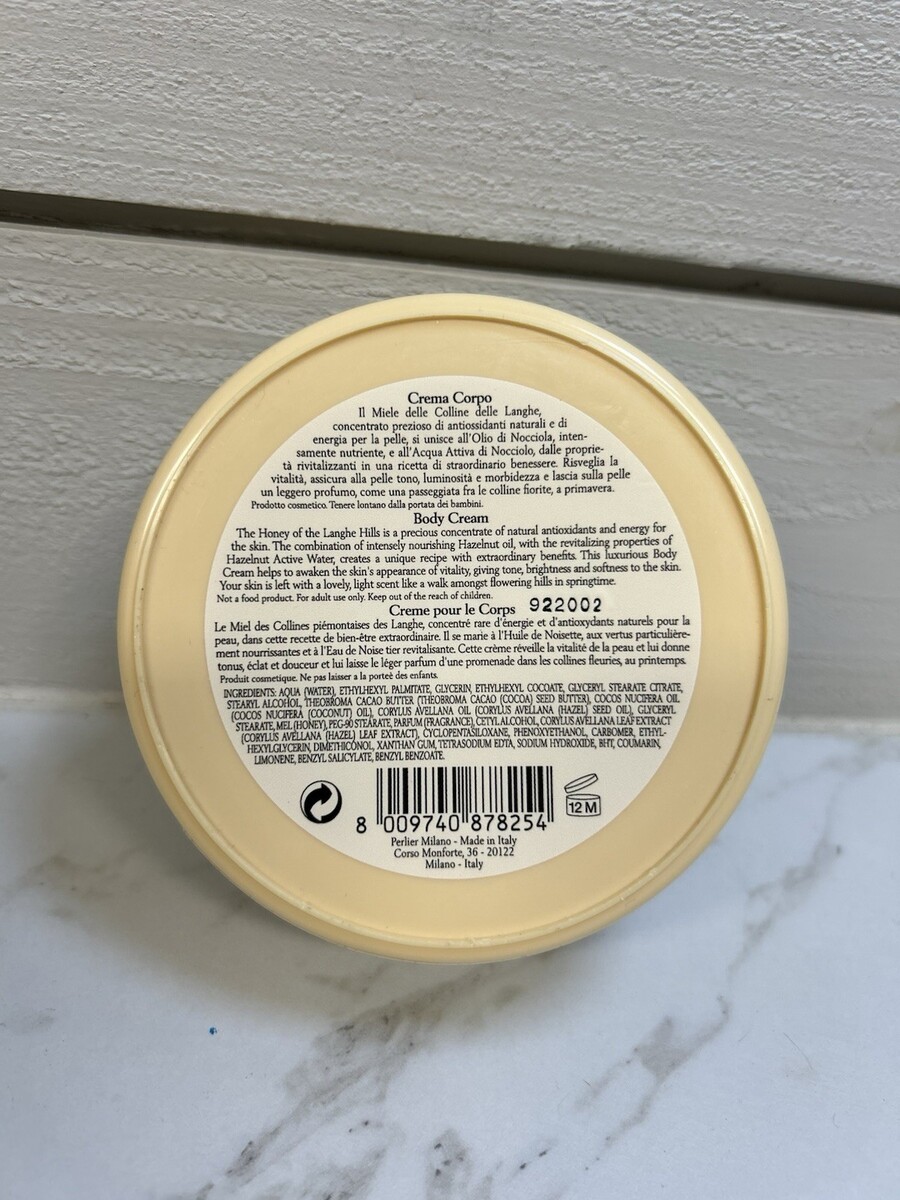 Crema Corpo
Il Miele delle Colline delle Langhe,
concentrato prezioso di antiossidanti naturali e di
energia per la pelle, si unisce all'Olio di Nocciola, inten-
samente nutriente, e all'Acqua Attiva di Nocciolo, dalle proprie-
tà rivitalizzanti in una ricetta di straordinario benessere. Risveglia la
vitalità, assicura alla pelle tono, luminosità e morbidezza e lascia sulla pelle
un leggero profumo, come una passeggiata fra le colline fiorite, a primavera.
Prodotto cosmetico. Tenere lontano dalla portata dei bambini.
Body Cream
The Honey of the Langhe Hills is a precious concentrate of natural antioxidants and energy for
the skin. The combination of intensely nourishing Hazelnut oil, with the revitalizing properties of
Hazelnut Active Water, creates a unique recipe with extraordinary benefits. This luxurious Body
Cream helps to awaken the skin's appearance of vitality, giving tone, brightness and softness to the skin.
Your skin is left with a lovely, light scent like a walk amongst flowering hills in springtime.
Not a food product. For adult use only. Keep out of the reach of children.
Creme pour le Corps 922002
Le Miel des Collines piémontaises des Langhe, concentré rare d'énergie et d'antioxydants naturels pour la
peau, dans cette recette de bien-être extraordinaire. Il se marie à l'Huile de Noisette, aux vertus particulière-
ment nourrissantes et à l'Eau de Noise tier revitalisante. Cette crème réveille la vitalité de la peau et lui donne
tonus, éclat et douceur et lui laisse le léger parfum d'une promenade dans les collines fleuries, au printemps.
Produit cosmetique. Ne pas laisser a la porteè des enfants.
INGREDIENTS: AQUA (WATER), ETHYLHEXYL PALMITATE, GLYCERIN, ETHYLHEXYL COCOATE, GLYCERYL STEARATE CITRATE,
STEARYL ALCOHOL, THEOBROMA CACAO BUTTER (THEOBROMA CACAO (COCOA) SEED BUTTER), COCOS NUCIFERA OIL
(COCOS NUCIFERA (COCONUT) OIL), CORYLUS AVELLANA OIL (CORYLUS AVELLANA (HAZEL) SEED OIL), GLYCERYL
STEARATE, MEL (HONEY), PEG-90 STEARATE, PARFUM (FRAGRANCE), CETYL ALCOHOL, CORYLUS AVELLANA LEAF EXTRACT
(CORYLUS AVELLANA (HAZEL) LEAF EXTRACT), CYCLOPENTASILOXANE, PHENOXYETHANOL, CARBOMER, ETHYL-
HEXYLGLYCERIN, DIMETHICONOL, XANTHAN GUM, TETRASODIUM EDTA, SODIUM HYDROXIDE, BHT, COUMARIN,
LIMONENE, BENZYL SALICYLATE, BENZYL BENZOATE.
12 M
8 009740 878254
Perlier Milano - Made in Italy
Corso Monforte, 36 - 20122
Milano - Italy